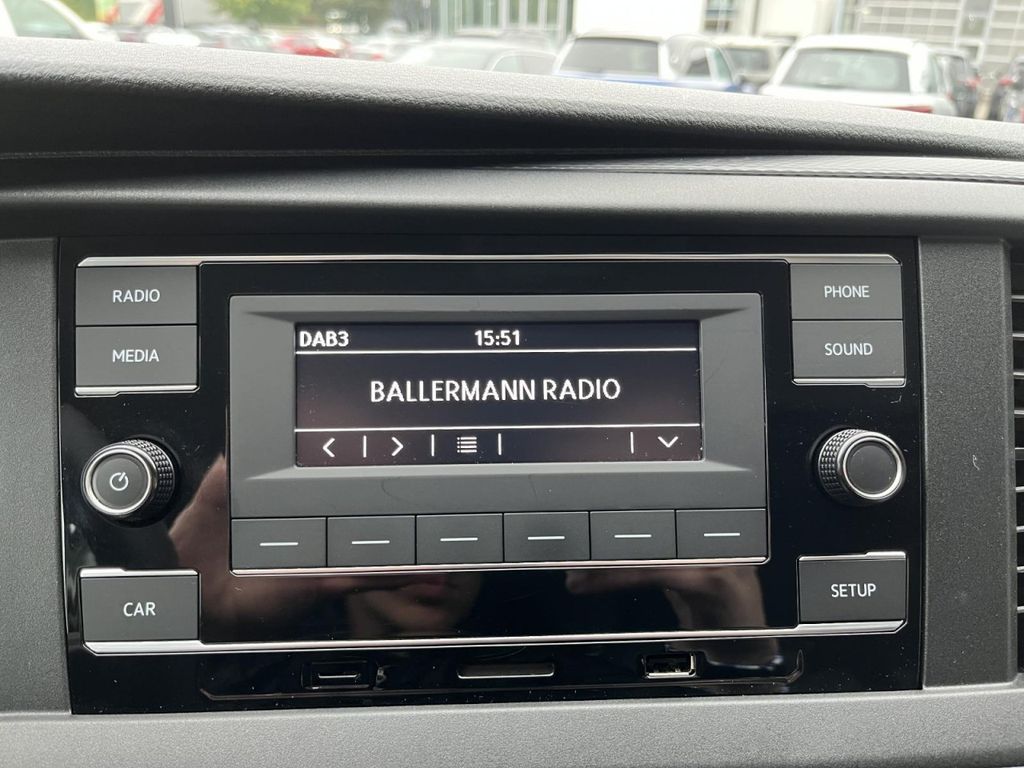 RADIO
MEDIA
DAB3 15:51
BALLERMANN RADIO
PHONE
SOUND
CAR
SETUP